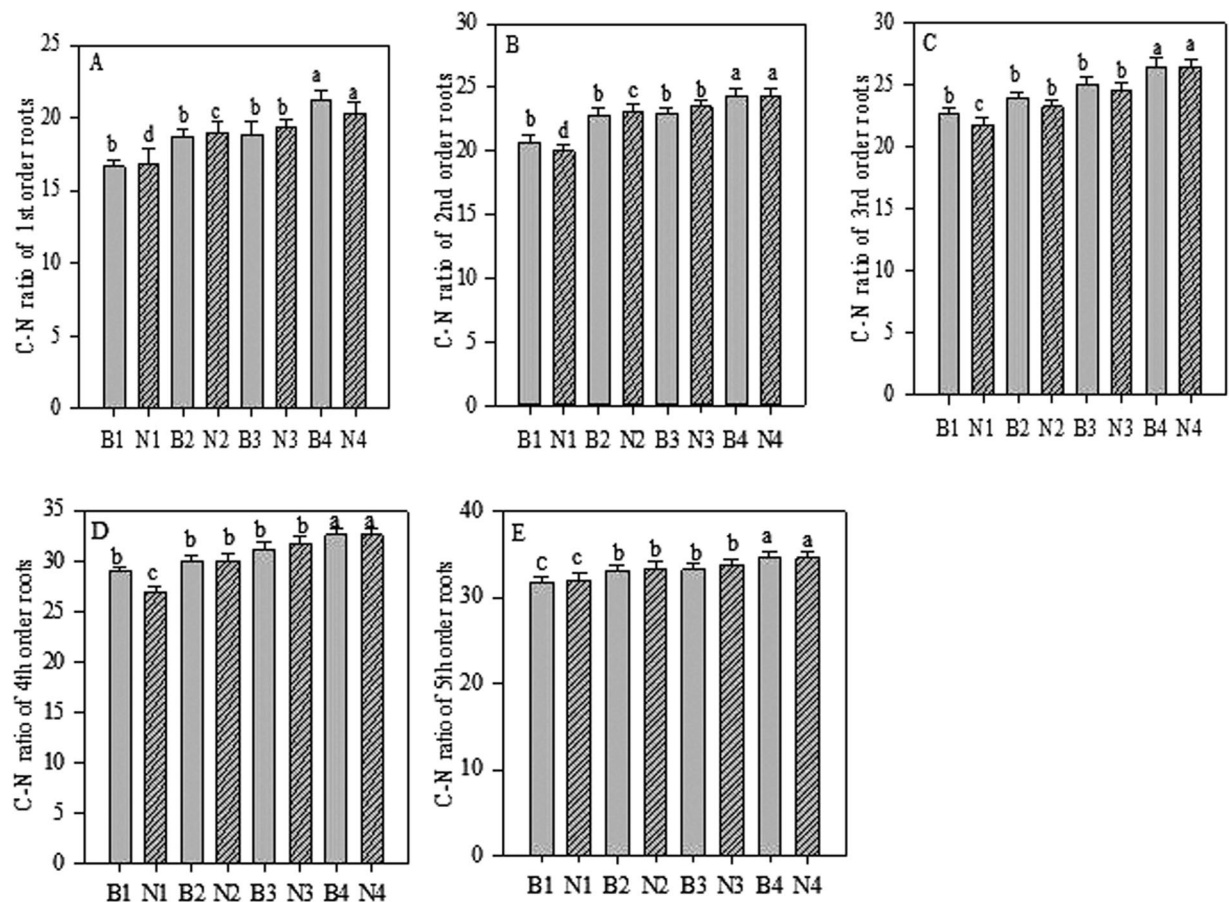 A
C-N ratio of 1st order roots
25
20
15
10
5
0
b d b c b b a a
B1 N1 B2 N2 B3 N3 B4 N4
B
C-N ratio of 2nd order roots
30
25
20
15
10
5
0
b d b c b b a a
B1 N1 B2 N2 B3 N3 B4 N4
C
C-N ratio of 3rd order roots
30
25
20
15
10
5
0
b c b b b b a a
B1 N1 B2 N2 B3 N3 B4 N4
D
C-N ratio of 4th order roots
35
30
25
20
15
10
5
0
b c b b b b a a
B1 N1 B2 N2 B3 N3 B4 N4
E
C-N ratio of 5th order roots
40
30
20
10
0
c c b b b b a a
B1 N1 B2 N2 B3 N3 B4 N4